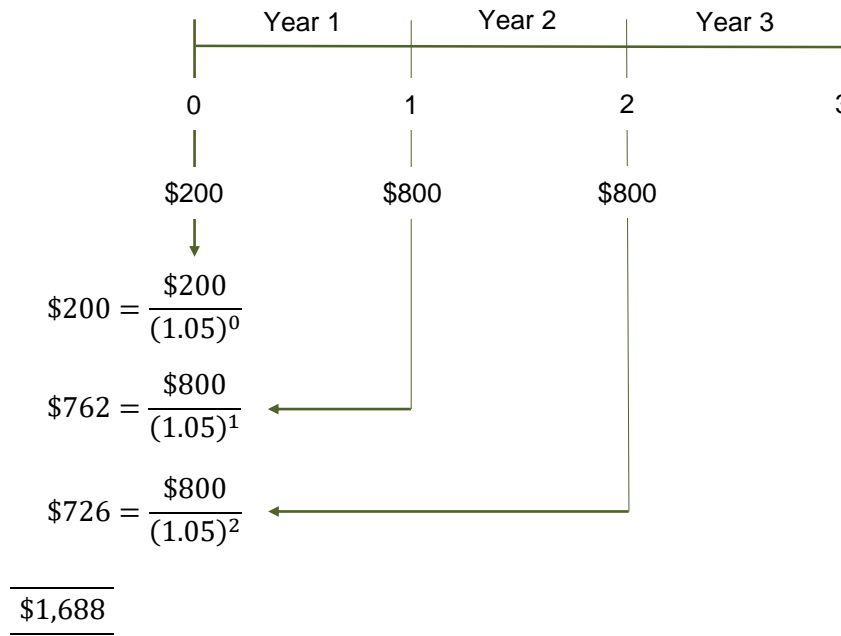 Year 1 Year 2 Year 3
0 1 2 3
$200 $800 $800
$200 = $200 / (1.05)^0
$762 = $800 / (1.05)^1
$726 = $800 / (1.05)^2
$1,688